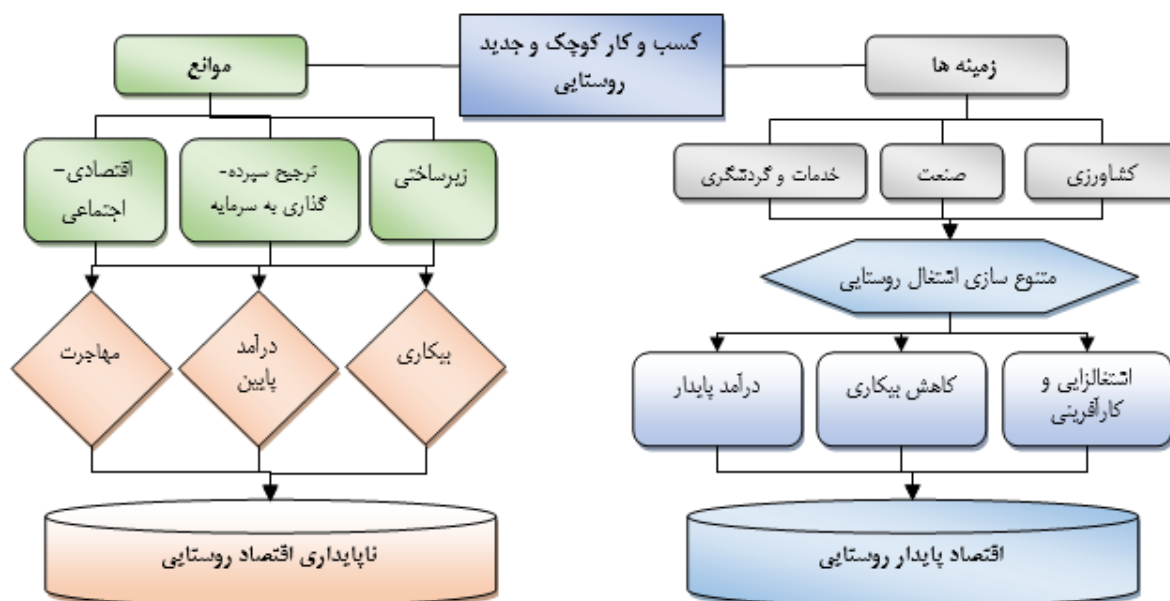 کسب و کار کوچک و جدید
روستایی
زمینه ها
موانع
کشاورزی
صنعت
خدمات و گردشگری
زیرساختی
ترجیح سپرده-
گذاری به سرمایه
اقتصادی-
اجتماعی
متنوع سازی اشتغال روستایی
اشتغالزایی و
کارآفرینی
کاهش بیکاری
درآمد پایدار
بیکاری
درآمد
پایین
مهاجرت
اقتصاد پایدار روستایی
ناپایداری اقتصاد روستایی